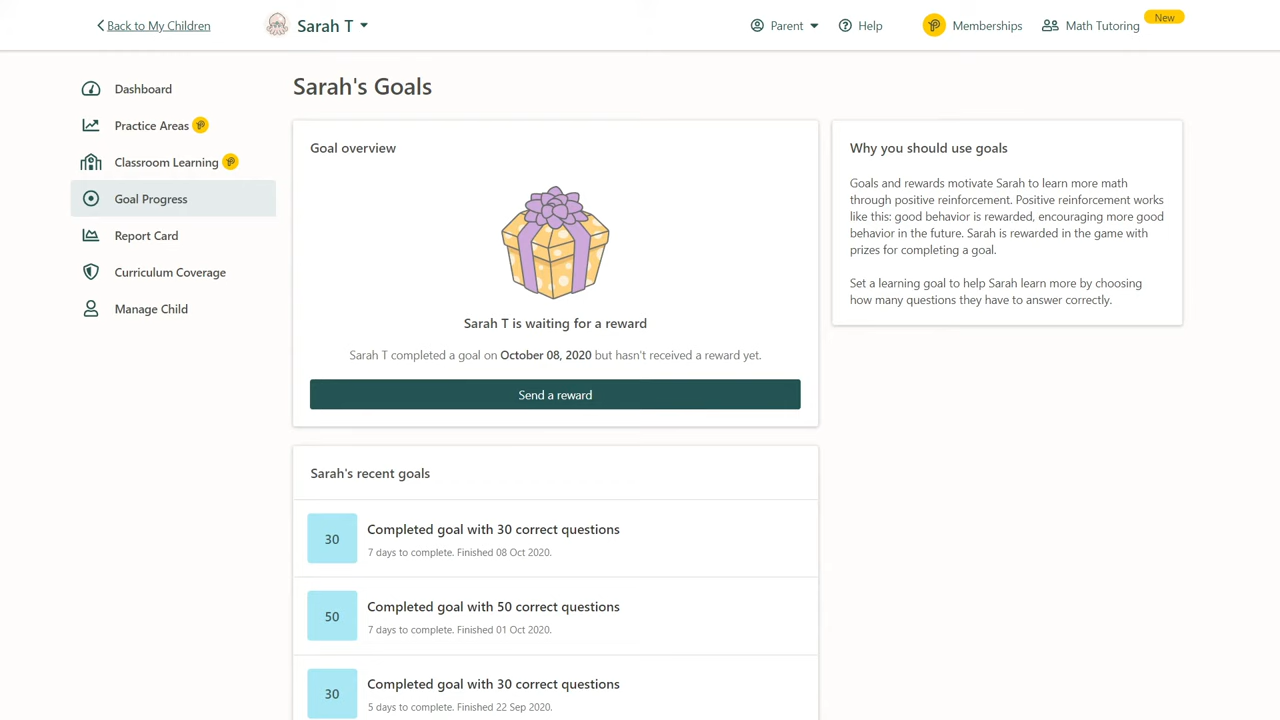 Back to My Children
Sarah T
Parent
Help
Memberships
Math Tutoring
New
Dashboard
Practice Areas
Classroom Learning
Goal Progress
Report Card
Curriculum Coverage
Manage Child
Sarah's Goals
Goal overview
Sarah T is waiting for a reward
Sarah T completed a goal on October 08, 2020 but hasn't received a reward yet.
Send a reward
Why you should use goals
Goals and rewards motivate Sarah to learn more math
through positive reinforcement. Positive reinforcement works
like this: good behavior is rewarded, encouraging more good
behavior in the future. Sarah is rewarded in the game with
prizes for completing a goal.
Set a learning goal to help Sarah learn more by choosing
how many questions they have to answer correctly.
Sarah's recent goals
30
Completed goal with 30 correct questions
7 days to complete. Finished 08 Oct 2020.
50
Completed goal with 50 correct questions
7 days to complete. Finished 01 Oct 2020.
30
Completed goal with 30 correct questions
5 days to complete. Finished 22 Sep 2020.